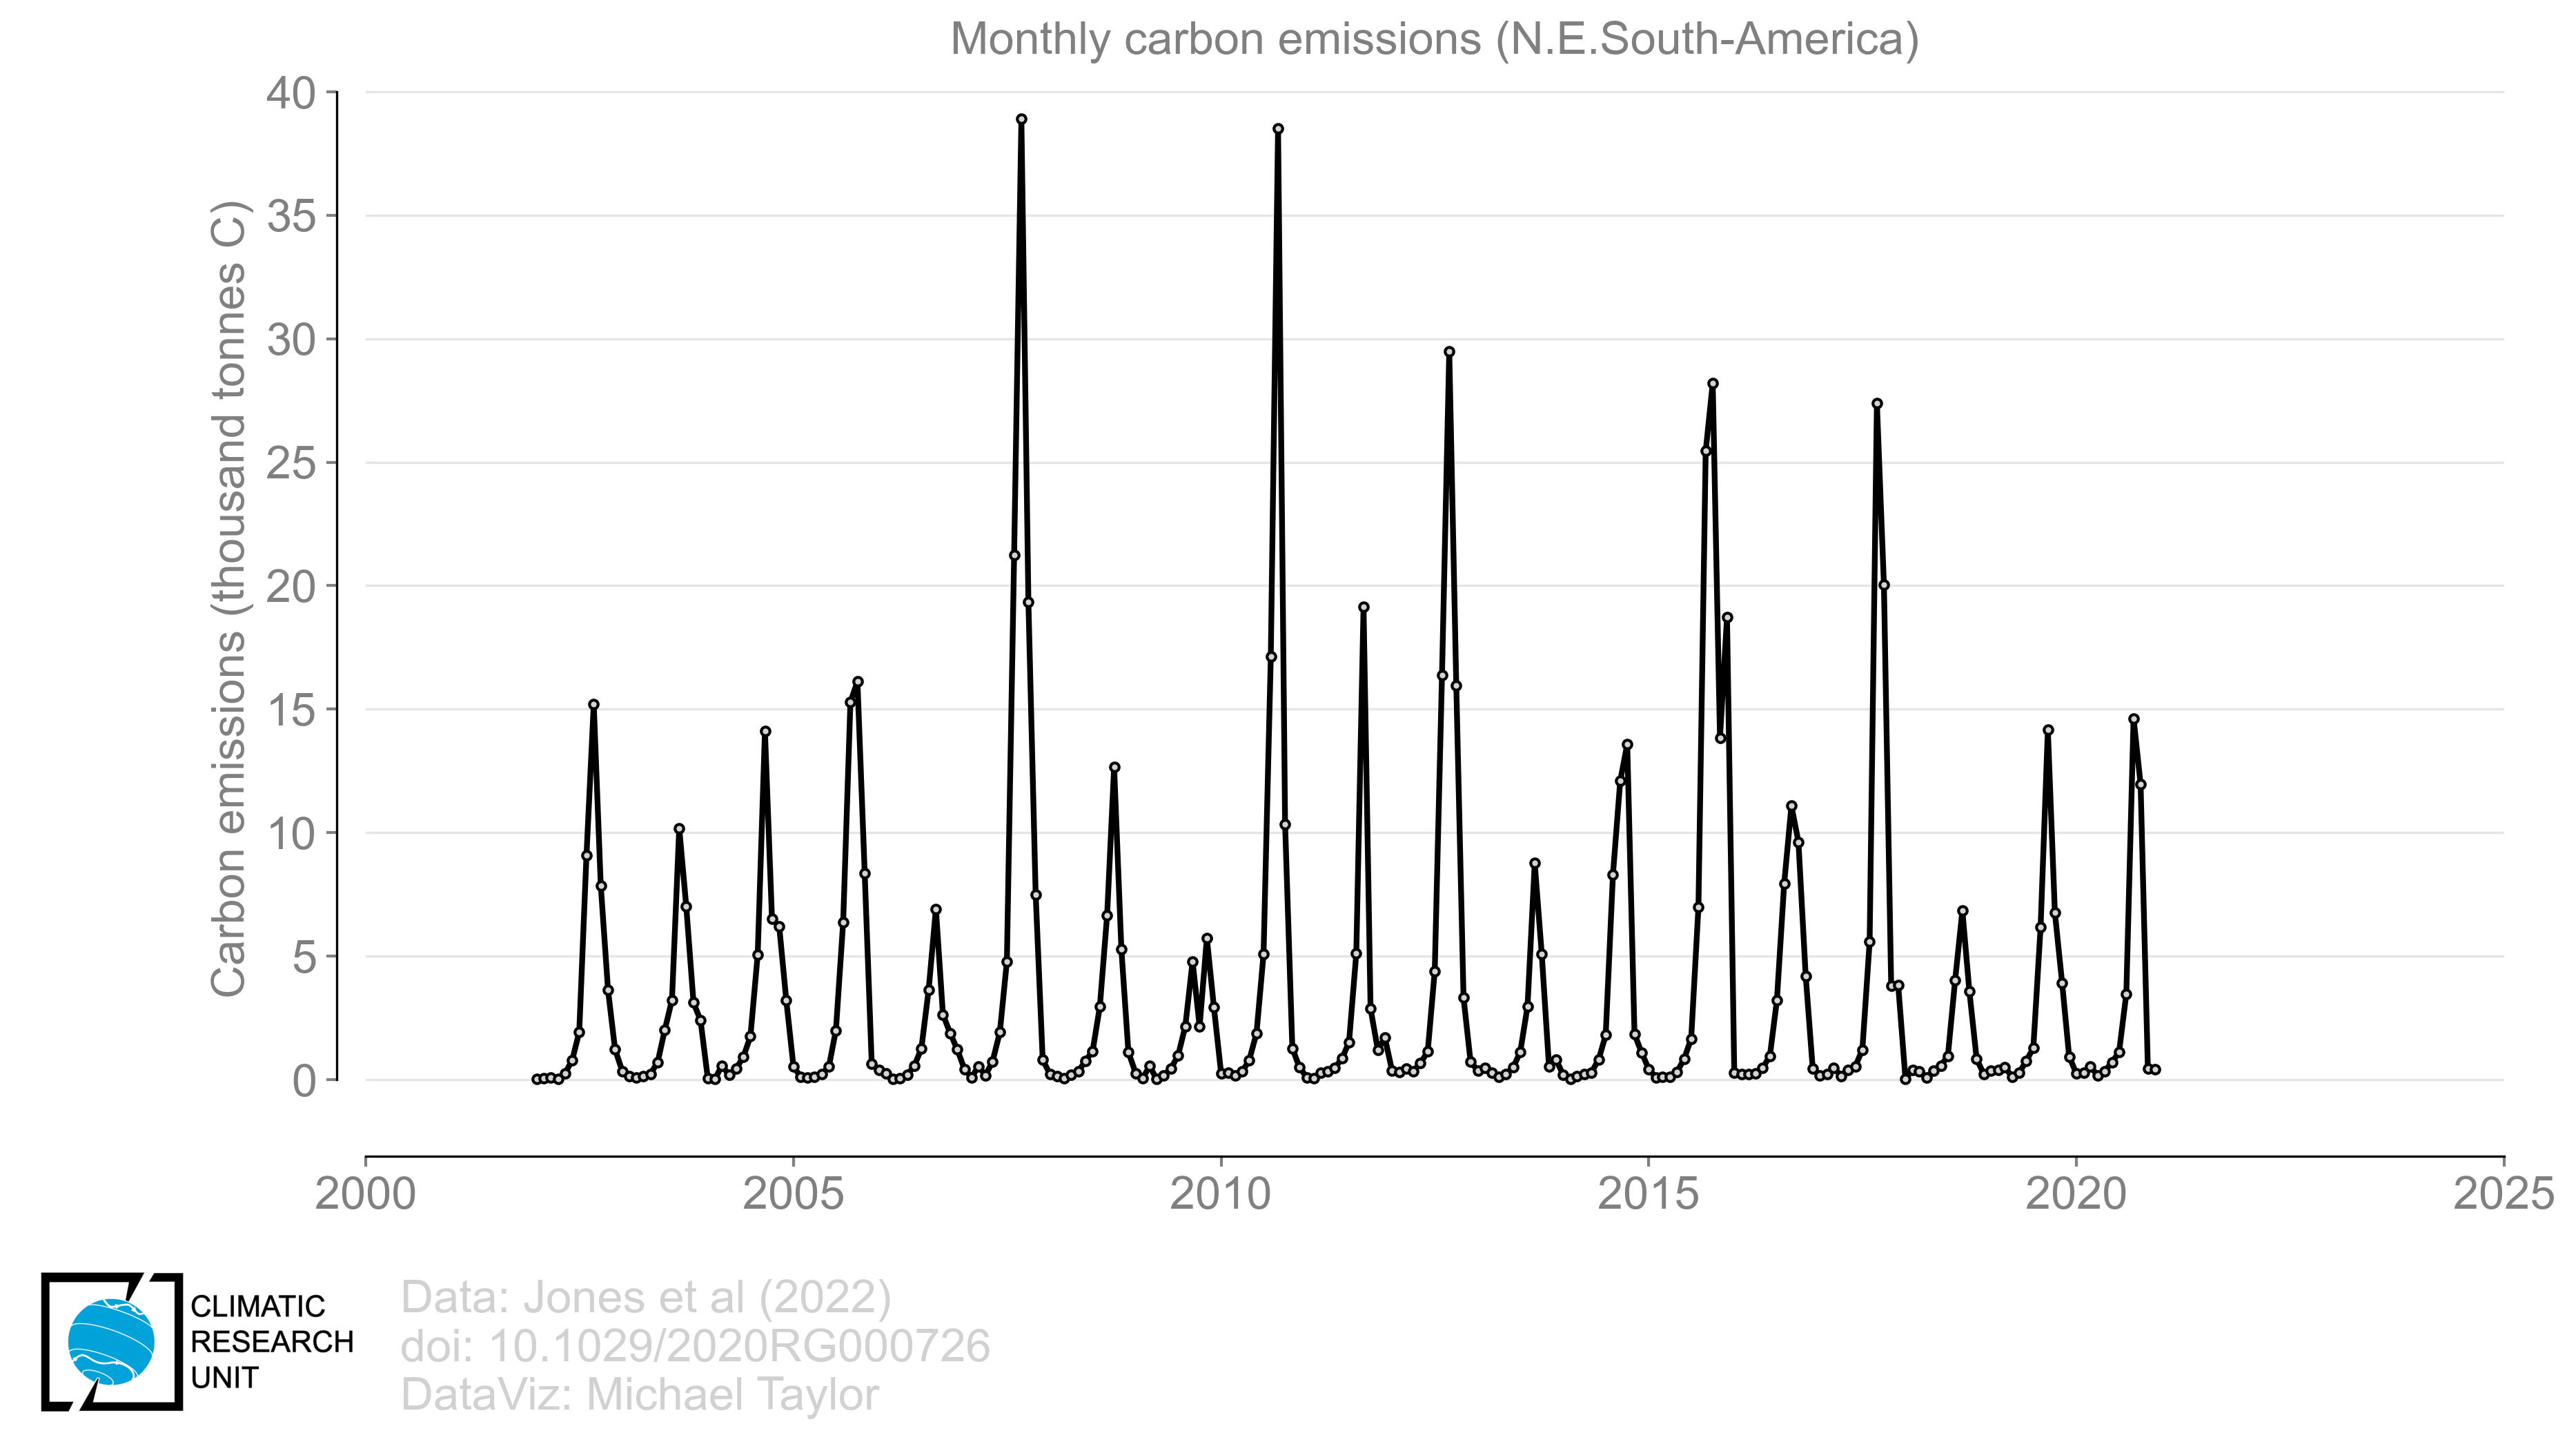 Monthly carbon emissions (N.E.South-America)
Carbon emissions (thousand tonnes C)
40
35
30
25
20
15
10
5
0
2000 2005 2010 2015 2020 2025
CLIMATIC
RESEARCH
UNIT
Data: Jones et al (2022)
doi: 10.1029/2020RG000726
DataViz: Michael Taylor